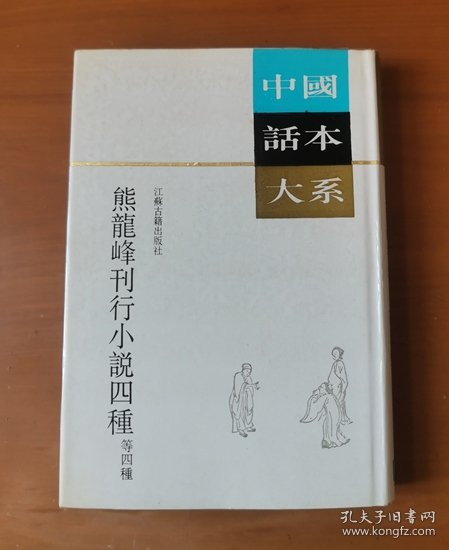 中國
話本
大系
江蘇古籍出版社
熊龍峰刊行小説四種等四種
孔夫子旧书网
www.kongfz.com